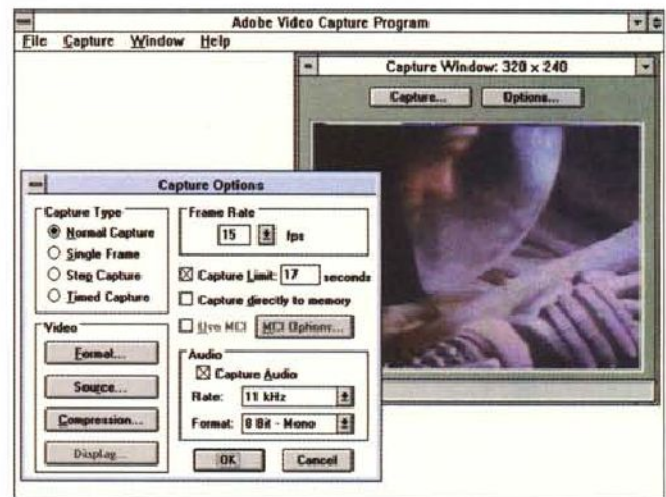 Adobe Video Capture Program
File Capture Window Help
Capture Window: 320 x 240
Capture... Options...
Capture Options
Capture Type
Normal Capture
Single Frame
Step Capture
Timed Capture
Frame Rate
15 fps
Capture Limit: 17 seconds
Capture directly to memory
Use MCI MCI Options...
Video
Format...
Source...
Compression...
Display...
Audio
Capture Audio
Rate: 11 kHz
Format: 8 Bit - Mono
OK Cancel